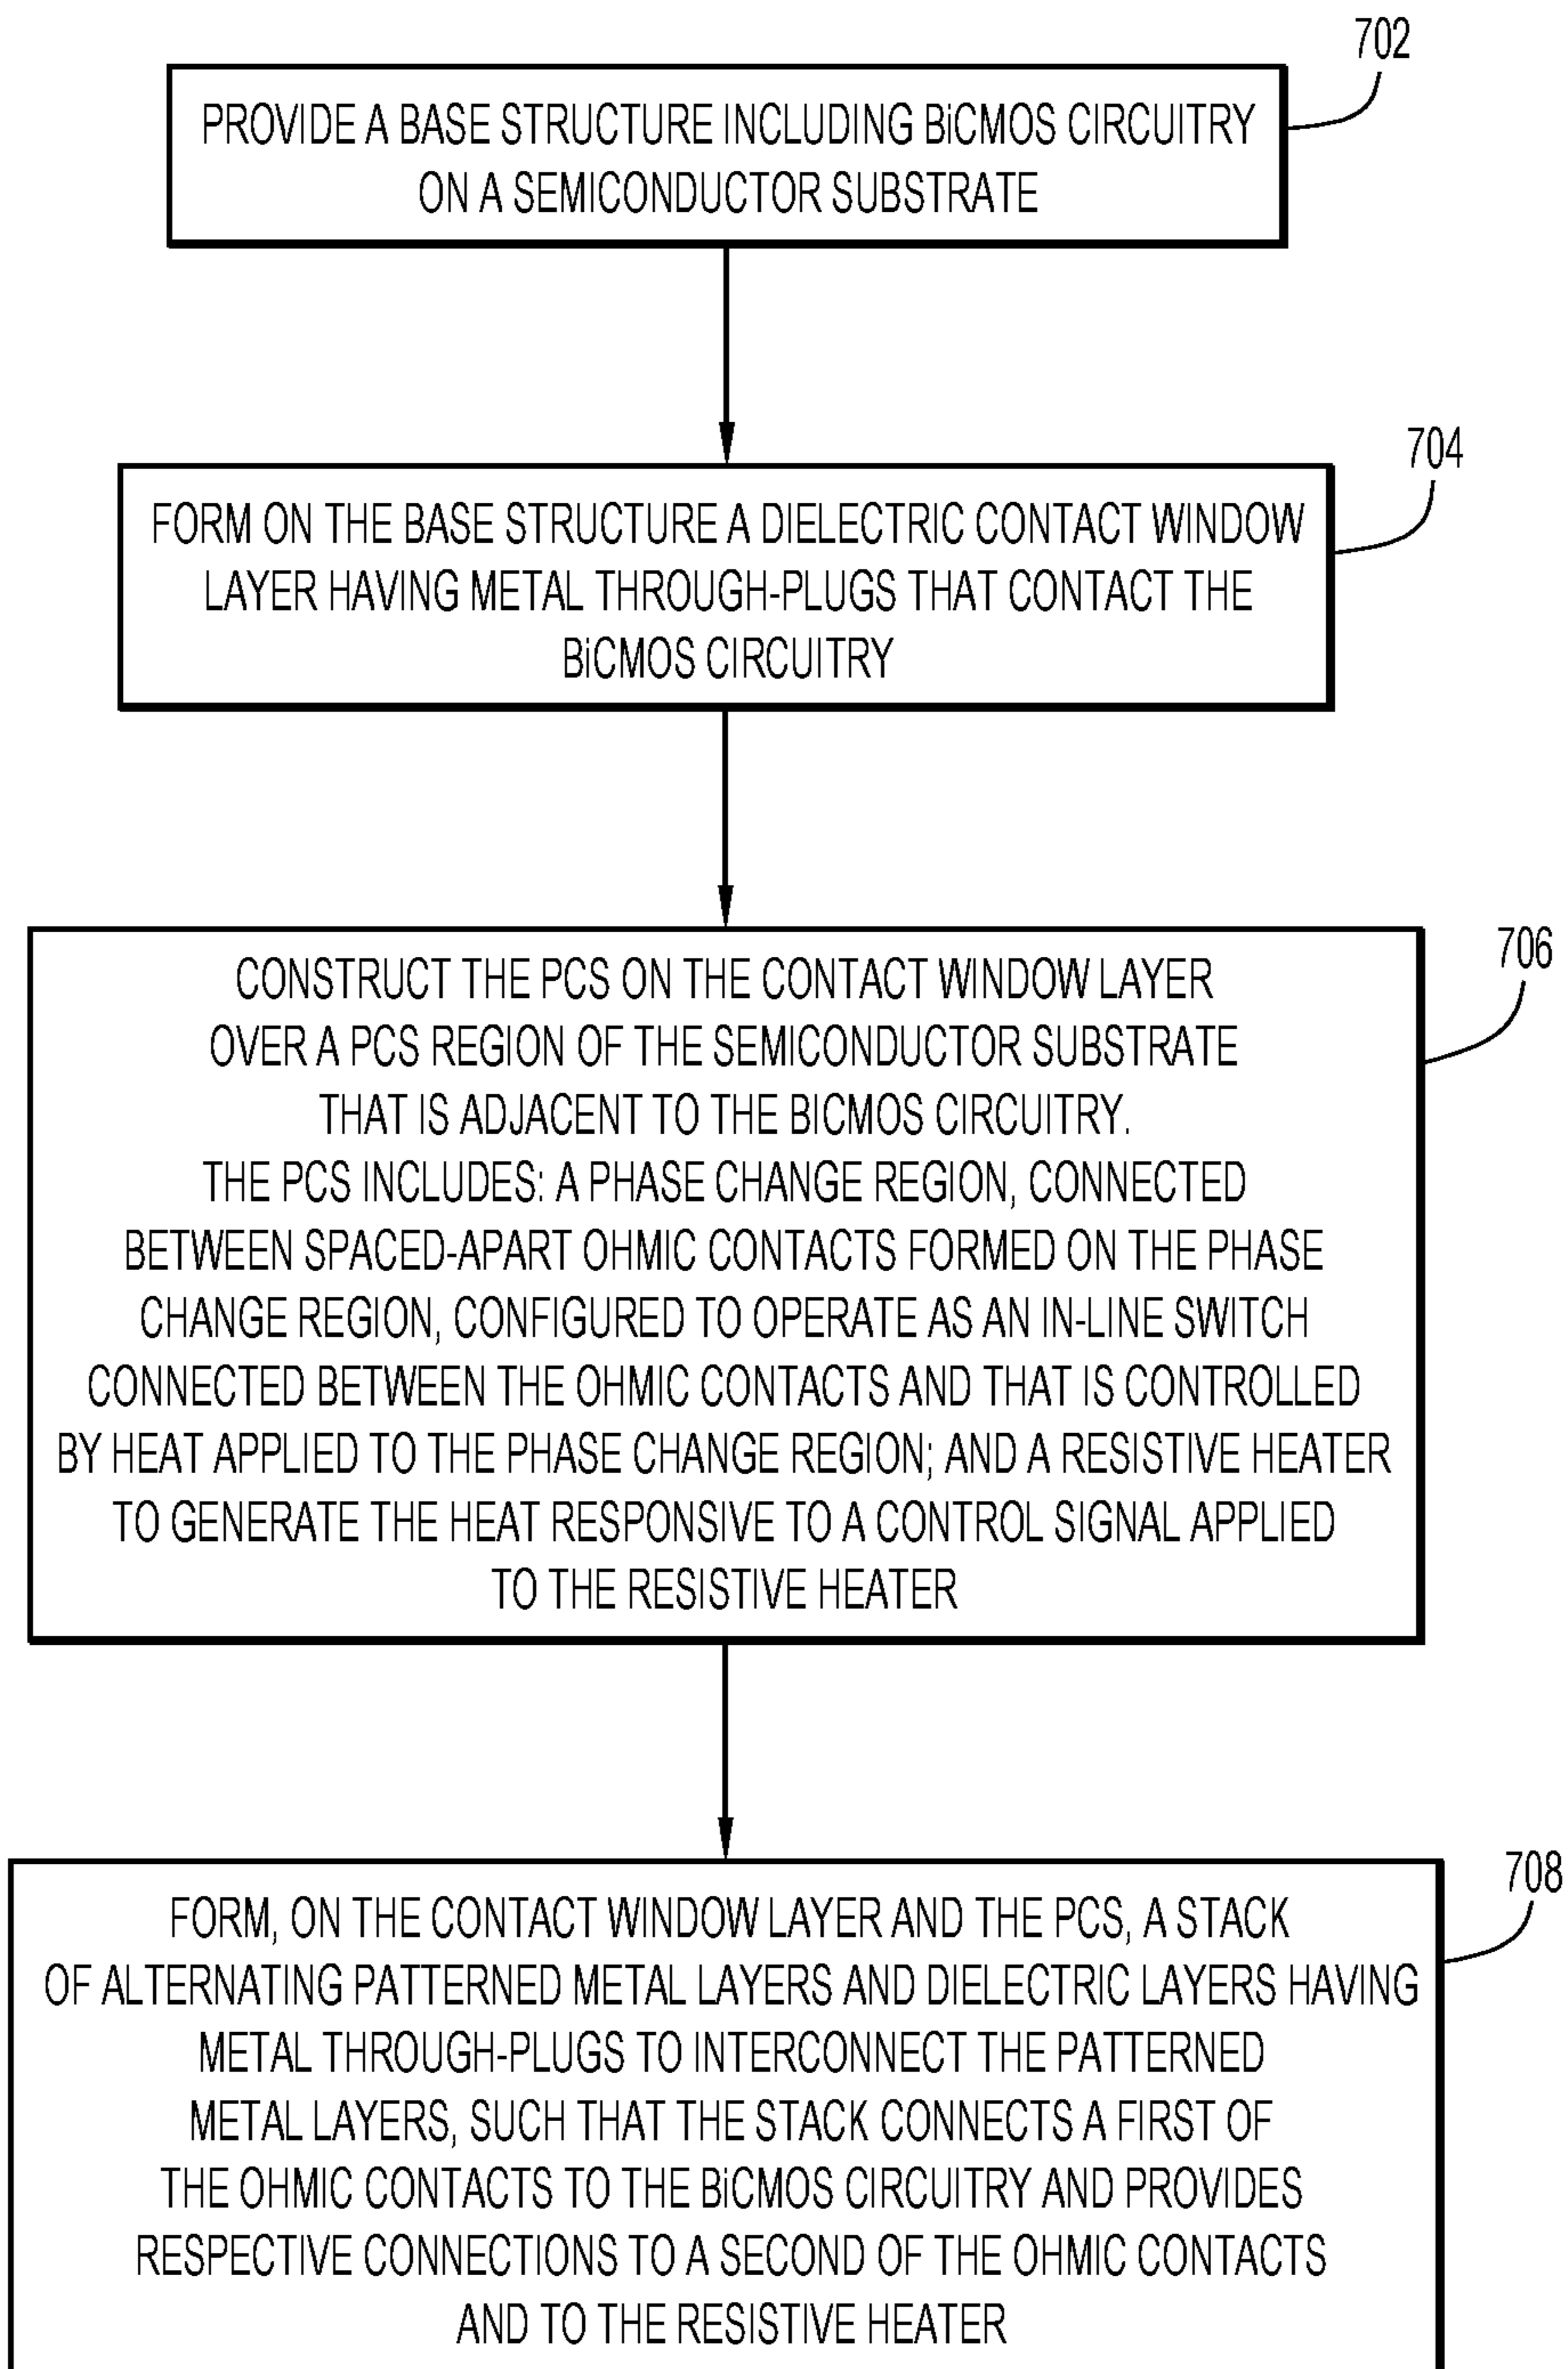 702
PROVIDE A BASE STRUCTURE INCLUDING BiCMOS CIRCUITRY
ON A SEMICONDUCTOR SUBSTRATE
704
FORM ON THE BASE STRUCTURE A DIELECTRIC CONTACT WINDOW
LAYER HAVING METAL THROUGH-PLUGS THAT CONTACT THE
BiCMOS CIRCUITRY
706
CONSTRUCT THE PCS ON THE CONTACT WINDOW LAYER
OVER A PCS REGION OF THE SEMICONDUCTOR SUBSTRATE
THAT IS ADJACENT TO THE BICMOS CIRCUITRY.
THE PCS INCLUDES: A PHASE CHANGE REGION, CONNECTED
BETWEEN SPACED-APART OHMIC CONTACTS FORMED ON THE PHASE
CHANGE REGION, CONFIGURED TO OPERATE AS AN IN-LINE SWITCH
CONNECTED BETWEEN THE OHMIC CONTACTS AND THAT IS CONTROLLED
BY HEAT APPLIED TO THE PHASE CHANGE REGION; AND A RESISTIVE HEATER
TO GENERATE THE HEAT RESPONSIVE TO A CONTROL SIGNAL APPLIED
TO THE RESISTIVE HEATER
708
FORM, ON THE CONTACT WINDOW LAYER AND THE PCS, A STACK
OF ALTERNATING PATTERNED METAL LAYERS AND DIELECTRIC LAYERS HAVING
METAL THROUGH-PLUGS TO INTERCONNECT THE PATTERNED
METAL LAYERS, SUCH THAT THE STACK CONNECTS A FIRST OF
THE OHMIC CONTACTS TO THE BiCMOS CIRCUITRY AND PROVIDES
RESPECTIVE CONNECTIONS TO A SECOND OF THE OHMIC CONTACTS
AND TO THE RESISTIVE HEATER